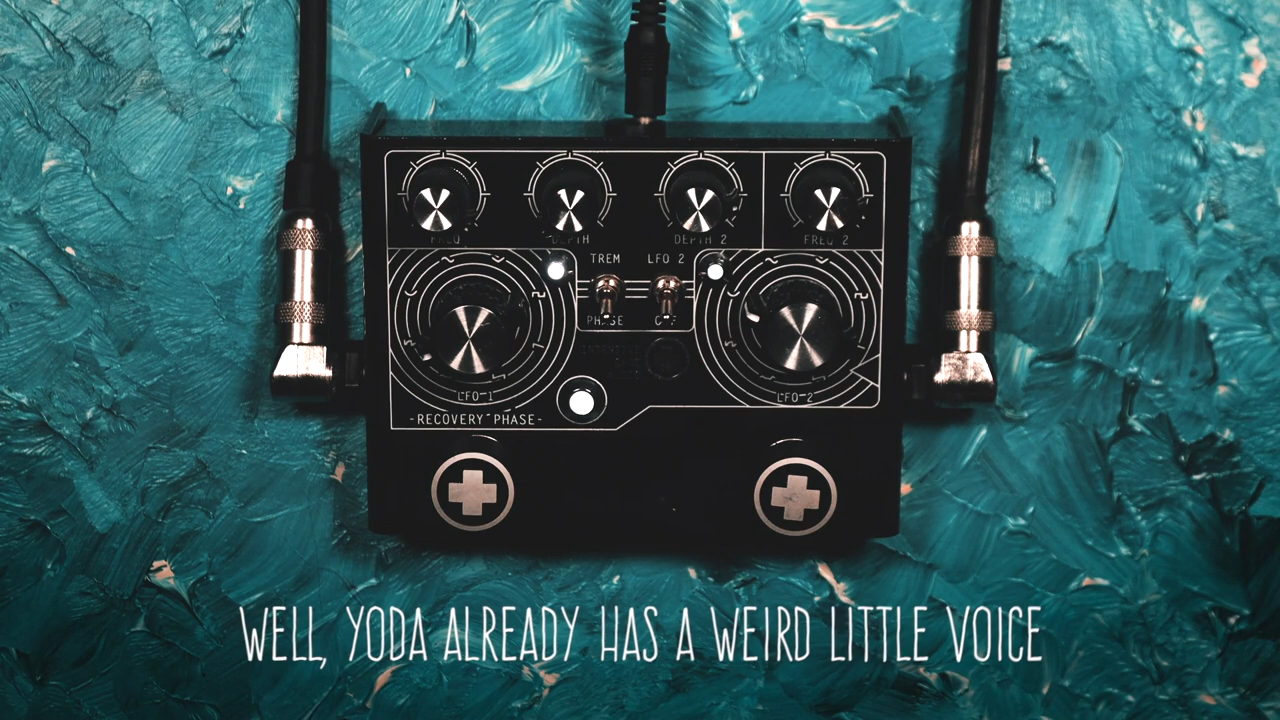 FREQ DEPTH DEPTH 2 FREQ 2
TREM LFO 2
PHASE OFF
LFO-1 LFO-2
-RECOVERY PHASE-
WELL, YODA ALREADY HAS A WEIRD LITTLE VOICE